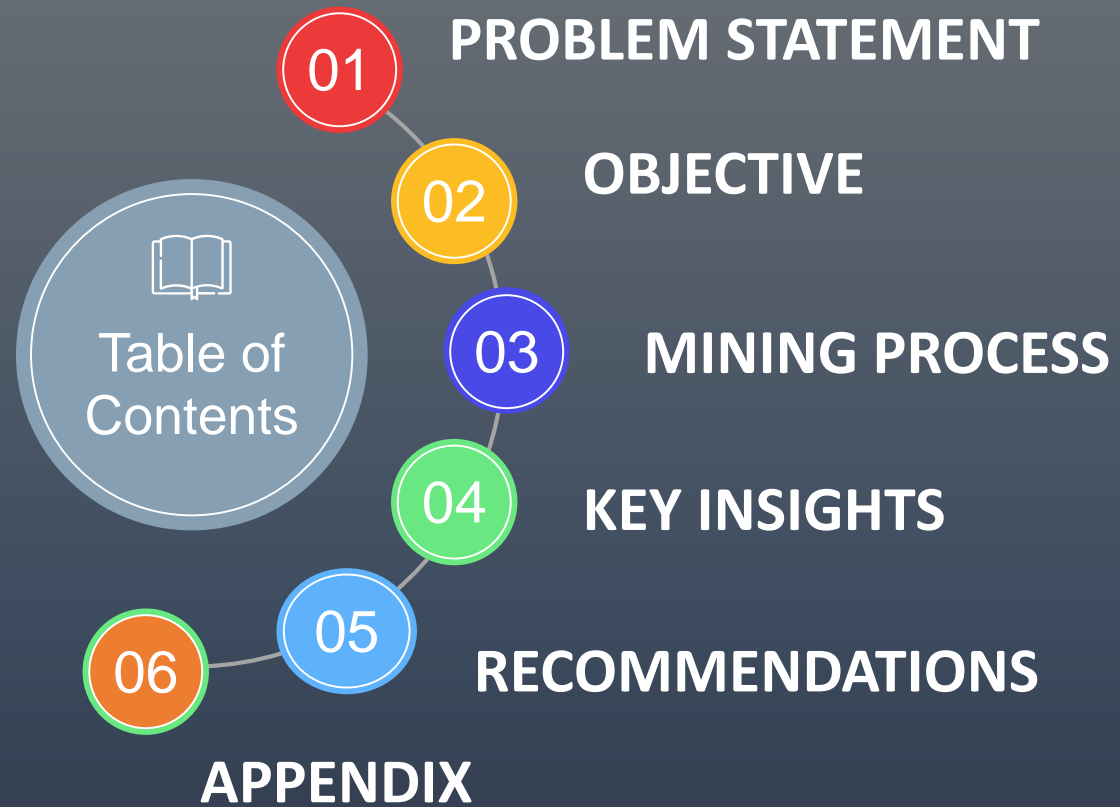 Table of
Contents
01
PROBLEM STATEMENT
02
OBJECTIVE
03
MINING PROCESS
04
KEY INSIGHTS
05
RECOMMENDATIONS
06
APPENDIX